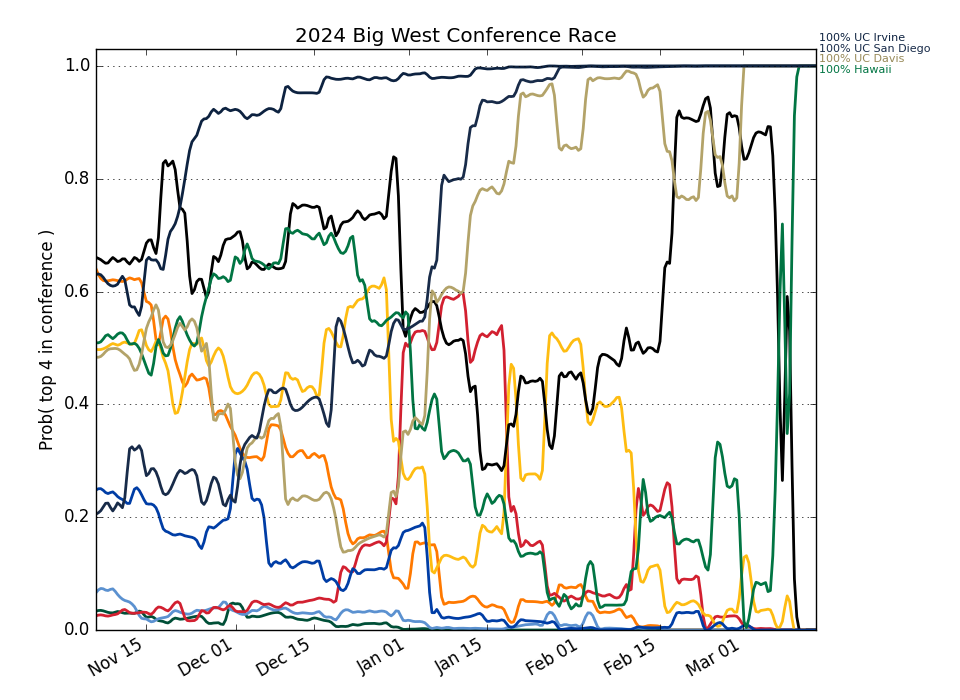 2024 Big West Conference Race
100% UC Irvine
100% UC San Diego
100% UC Davis
100% Hawaii
1.0
0.8
0.6
0.4
0.2
0.0
Prob( top 4 in conference )
Nov 15
Dec 01
Dec 15
Jan 01
Jan 15
Feb 01
Feb 15
Mar 01